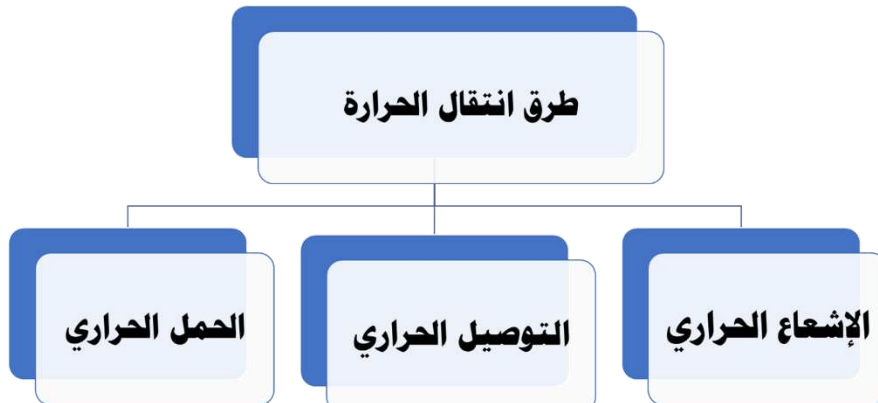 طرق انتقال الحرارة
الإشعاع الحراري
التوصيل الحراري
الحمل الحراري